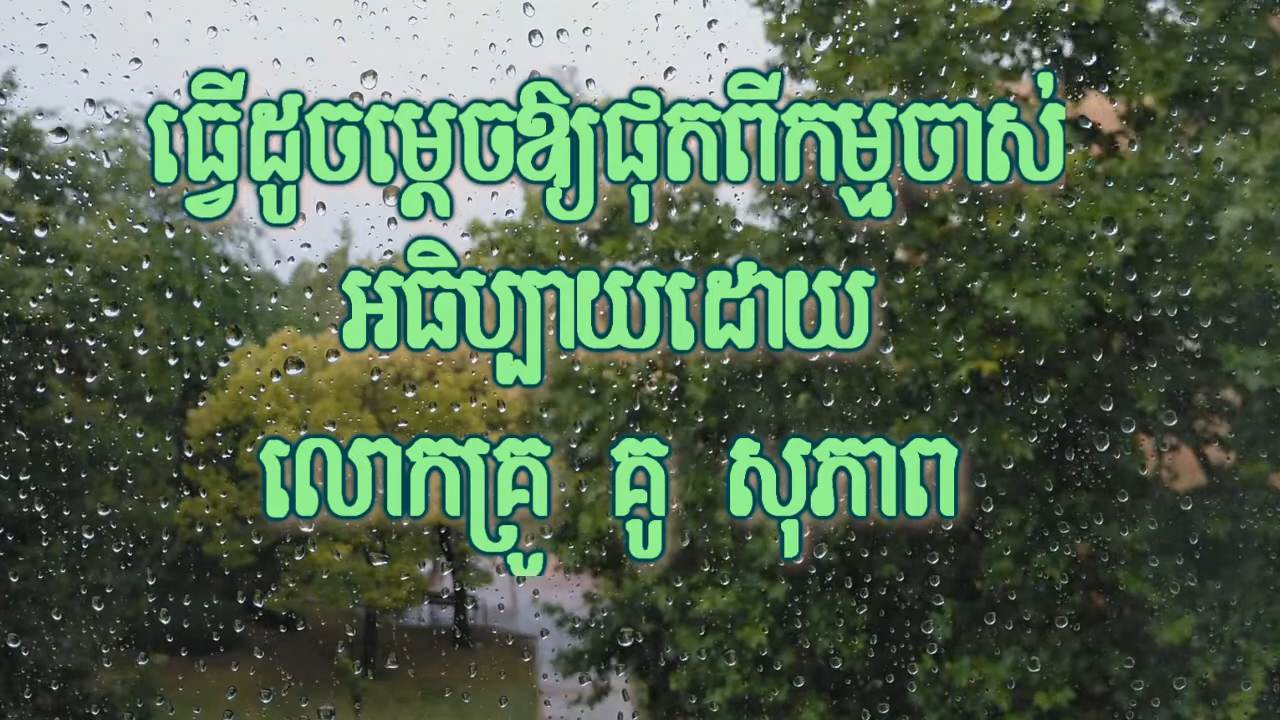 ធ្វើដូចម្ដេចឱ្យផុតពីកម្មចាស់
អធិប្បាយដោយ
លោកគ្រូ គូ សុភាព